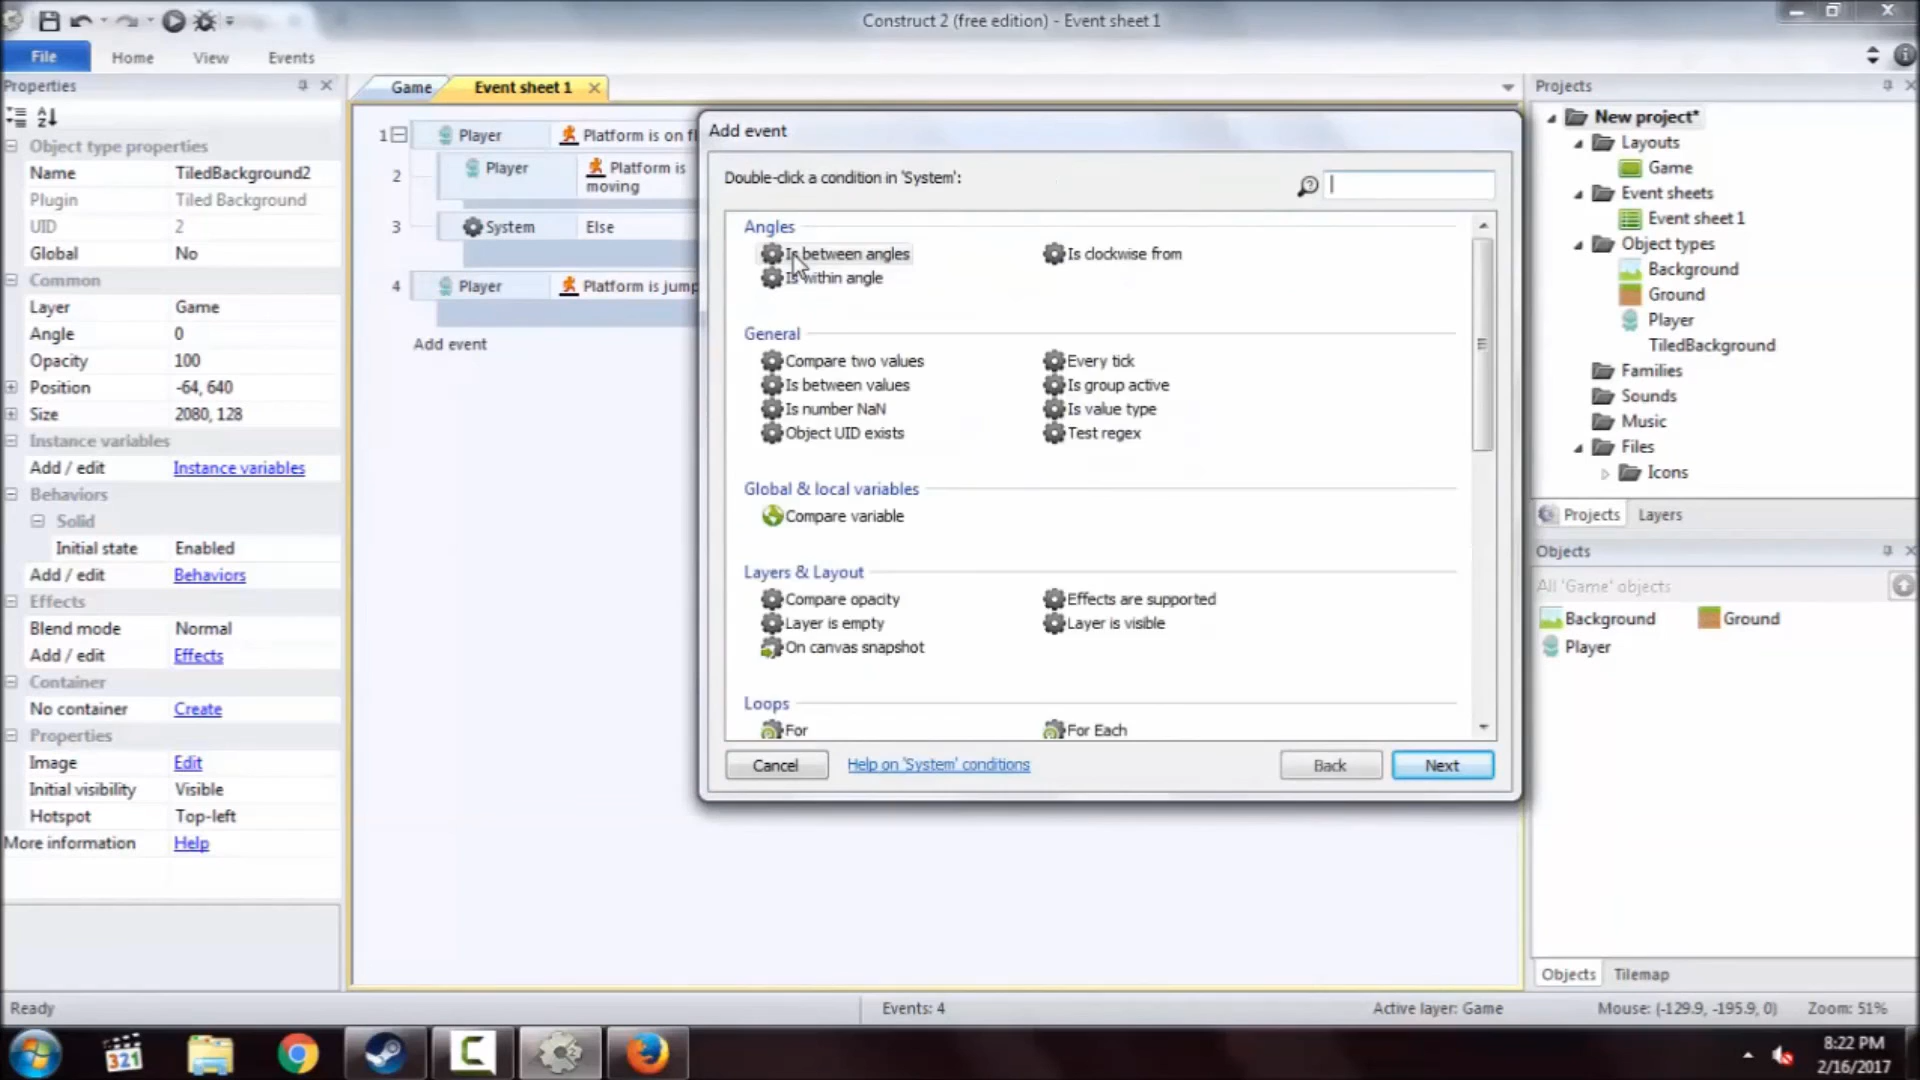 Construct 2 (free edition) - Event sheet 1
File Home View Events
Properties
Object type properties
Name TiledBackground2
Plugin Tiled Background
UID 2
Global No
Common
Layer Game
Angle 0
Opacity 100
Position -64, 640
Size 2080, 128
Instance variables
Add / edit Instance variables
Behaviors
Solid
Initial state Enabled
Add / edit Behaviors
Effects
Blend mode Normal
Add / edit Effects
Container
No container Create
Properties
Image Edit
Initial visibility Visible
Hotspot Top-left
More information Help
Game Event sheet 1
1 Player Platform is on
2 Player Platform is
moving
3 System Else
4 Player Platform is
Add event
Add event
Double-click a condition in 'System':
Angles
Is between angles Is clockwise from
Is within angle
General
Compare two values Every tick
Is between values Is group active
Is number NaN Is value type
Object UID exists Test regex
Global & local variables
Compare variable
Layers & Layout
Compare opacity Effects are supported
Layer is empty Layer is visible
On canvas snapshot
Loops
For For Each
Cancel Help on 'System' conditions Back Next
Projects
New project*
Layouts
Game
Event sheets
Event sheet 1
Object types
Background
Ground
Player
TiledBackground
Families
Sounds
Music
Files
Icons
Projects Layers
Objects
All 'Game' objects
Background Ground
Player
Objects Tilemap
Ready Events: 4 Active layer: Game Mouse: (-129.9, -195.9, 0) Zoom: 51%
321
8:22 PM
2/16/2017